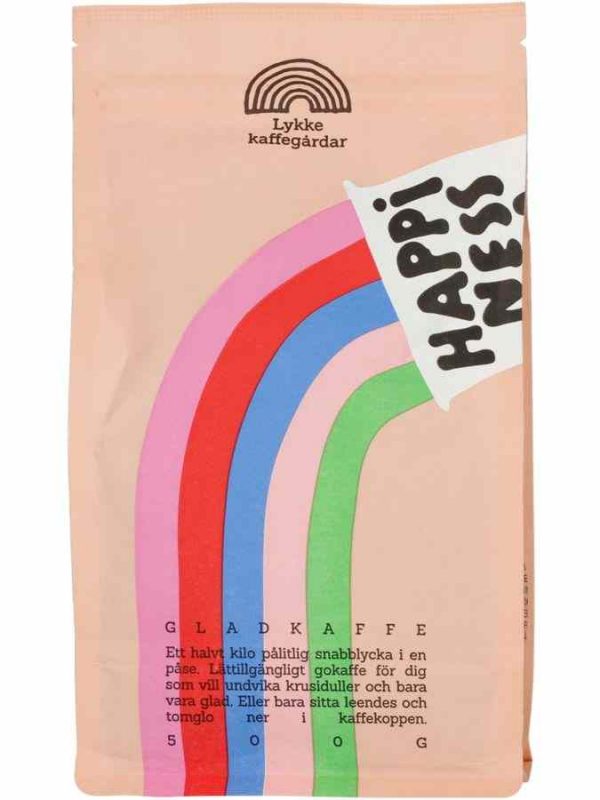 Lykke
kaffegårdar
HAPPI
NESS.
GLADKAFFE
Ett halvt kilo pålitlig snabblycka i en
påse. Lättillgängligt gokaffe för dig
som vill undvika krusiduller och bara
vara glad. Eller bara sitta leendes och
tomglo ner i kaffekoppen.
500G